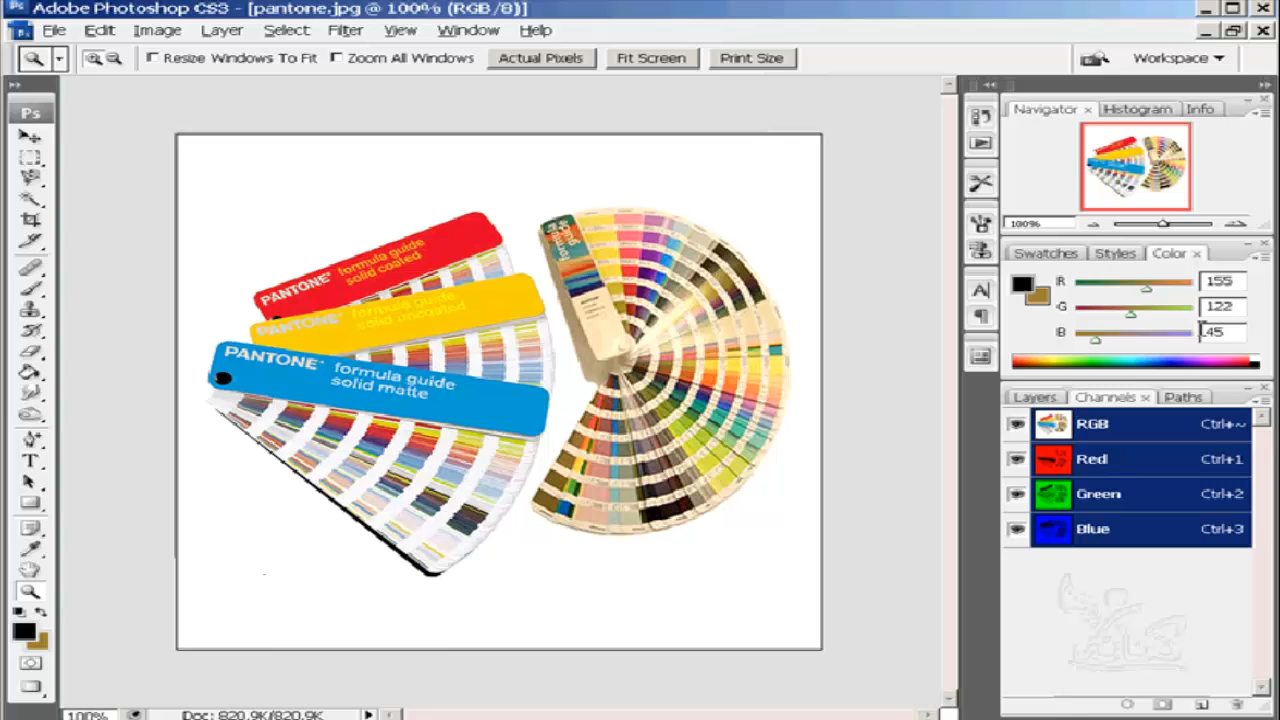 Adobe Photoshop CS3 - [pantone.jpg @ 100% (RGB/8)]
File Edit Image Layer Select Filter View Window Help
Resize Windows To Fit Zoom All Windows Actual Pixels Fit Screen Print Size Workspace
Ps
Navigator Histogram Info
100%
Swatches Styles Color
R 155
G 122
B 45
Layers Channels Paths
RGB Ctrl+~
Red Ctrl+1
Green Ctrl+2
Blue Ctrl+3
PANTONE® formula guide
solid coated
PANTONE® formula guide
solid uncoated
PANTONE® formula guide
solid matte
T
100% Doc: 820.9K/820.9K